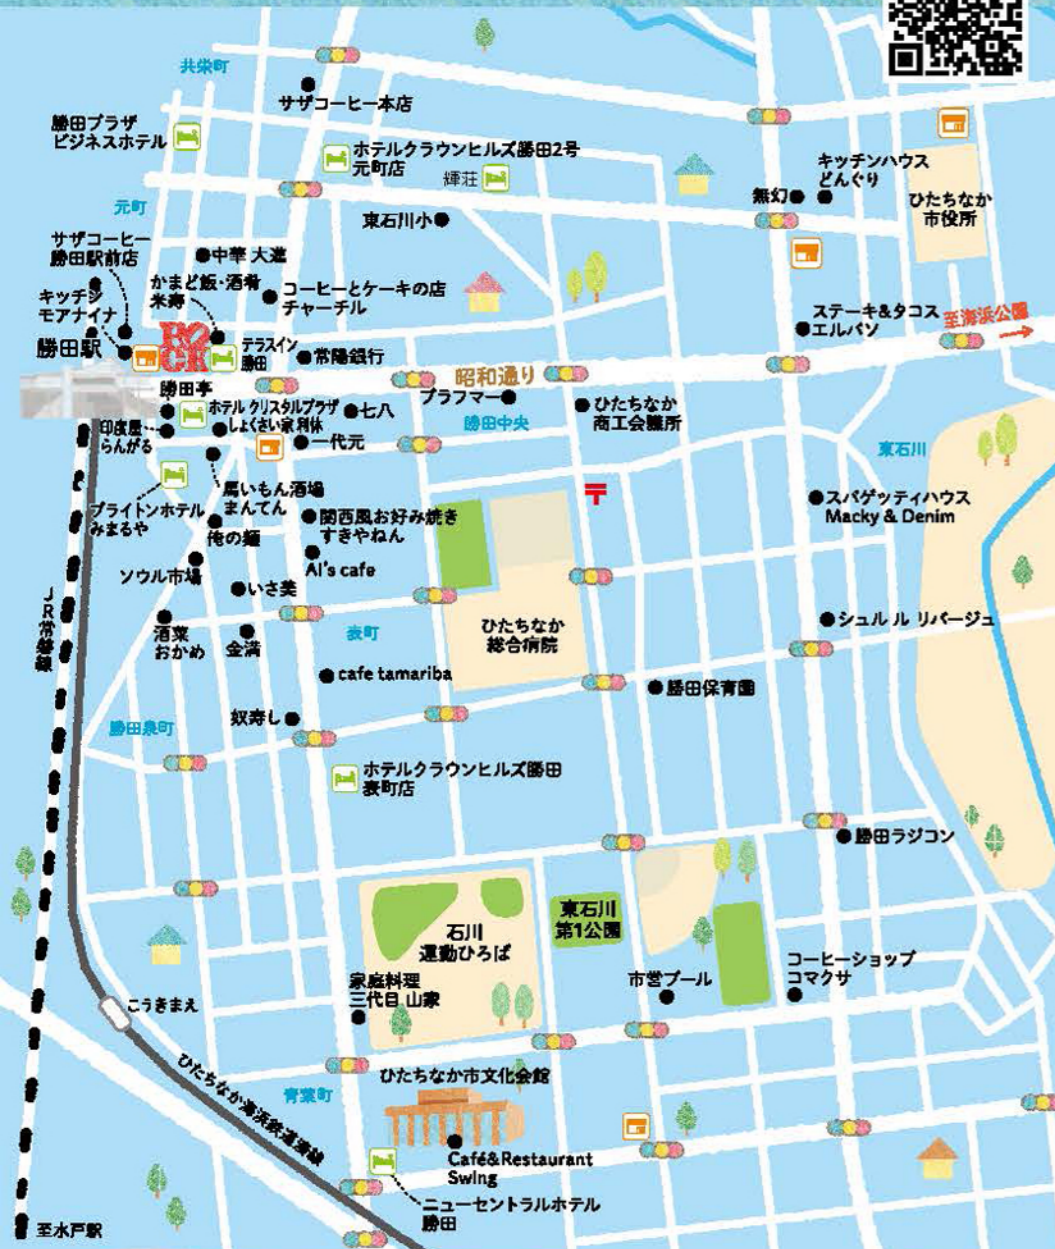 共栄町
サザコーヒー本店
勝田プラザ
ビジネスホテル
ホテルクラウンヒルズ勝田2号
元町店
輝荘
キッチンハウス
どんぐり
無幻
ひたちなか
市役所
元町
東石川小
サザコーヒー
勝田駅前店
中華 大進
かまど飯・酒肴
米寿
コーヒーとケーキの店
チャーチル
キッチン
モアナイナ
ステーキ&タコス
エルパソ
至海浜公園
勝田駅
ROCK
テラスイン
勝田
常陽銀行
昭和通り
勝田亭
ホテル クリスタルプラザ
七八
プラフマー
ひたちなか
商工会議所
印度屋
らんがる
しょくさい家 利休
一代元
勝田中央
東石川
馬いもん酒場
まんてん
ブライトンホテル
みまるや
俺の麺
関西風お好み焼き
すきやねん
スパゲッティハウス
Macky & Denim
ソウル市場
Al's cafe
いさ美
JR常磐線
酒菜
おかめ
金満
表町
ひたちなか
総合病院
シュル ル リバージュ
cafe tamariba
勝田保育園
勝田泉町
奴寿し
ホテルクラウンヒルズ勝田
表町店
勝田ラジコン
石川
運動ひろば
東石川
第1公園
家庭料理
三代目 山家
市営プール
コーヒーショップ
コマクサ
こうきまえ
ひたちなか海浜鉄道湊線
青葉町
ひたちなか市文化会館
Café&Restaurant
Swing
ニューセントラルホテル
勝田
至水戸駅